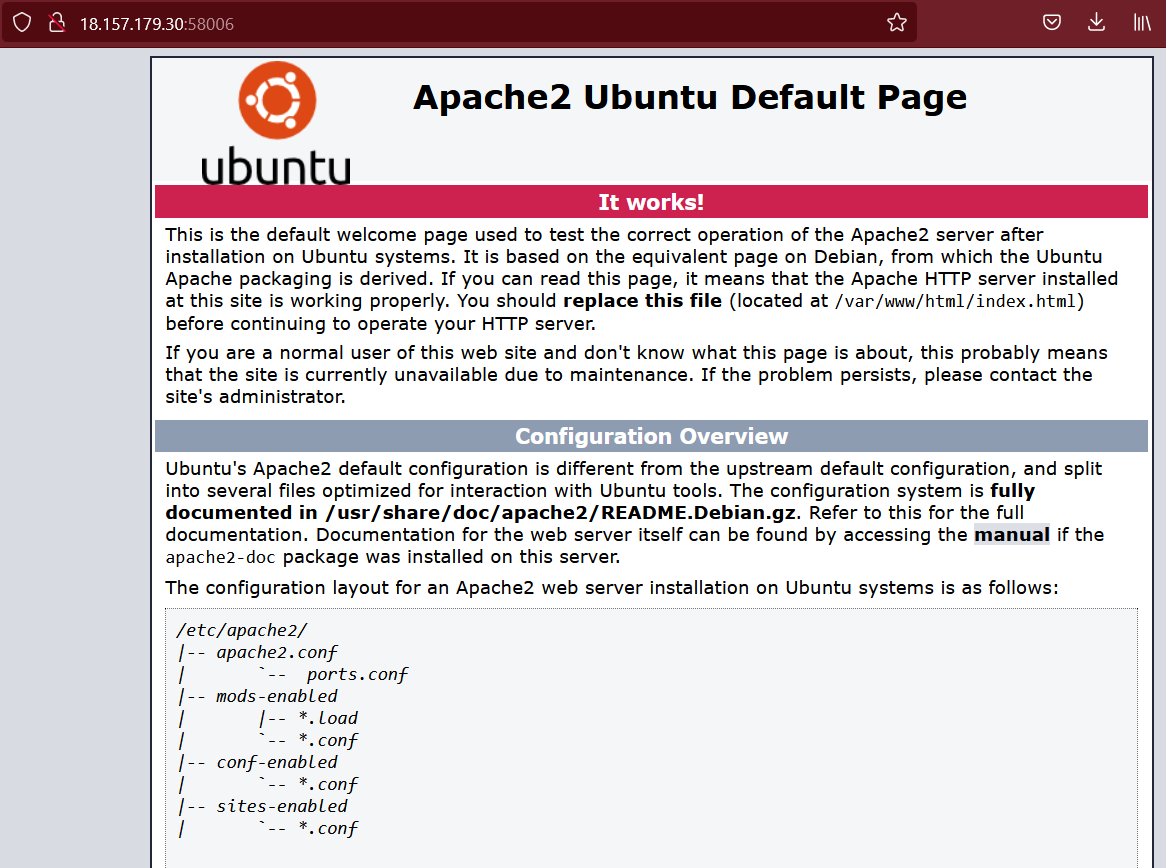 18.157.179.30:58006
Apache2 Ubuntu Default Page
ubuntu
It works!
This is the default welcome page used to test the correct operation of the Apache2 server after
installation on Ubuntu systems. It is based on the equivalent page on Debian, from which the Ubuntu
Apache packaging is derived. If you can read this page, it means that the Apache HTTP server installed
at this site is working properly. You should replace this file (located at /var/www/html/index.html)
before continuing to operate your HTTP server.
If you are a normal user of this web site and don't know what this page is about, this probably means
that the site is currently unavailable due to maintenance. If the problem persists, please contact the
site's administrator.
Configuration Overview
Ubuntu's Apache2 default configuration is different from the upstream default configuration, and split
into several files optimized for interaction with Ubuntu tools. The configuration system is fully
documented in /usr/share/doc/apache2/README.Debian.gz. Refer to this for the full
documentation. Documentation for the web server itself can be found by accessing the manual if the
apache2-doc package was installed on this server.
The configuration layout for an Apache2 web server installation on Ubuntu systems is as follows:
/etc/apache2/
|-- apache2.conf
|       `--  ports.conf
|-- mods-enabled
|       |-- *.load
|       `-- *.conf
|-- conf-enabled
|       `-- *.conf
|-- sites-enabled
|       `-- *.conf